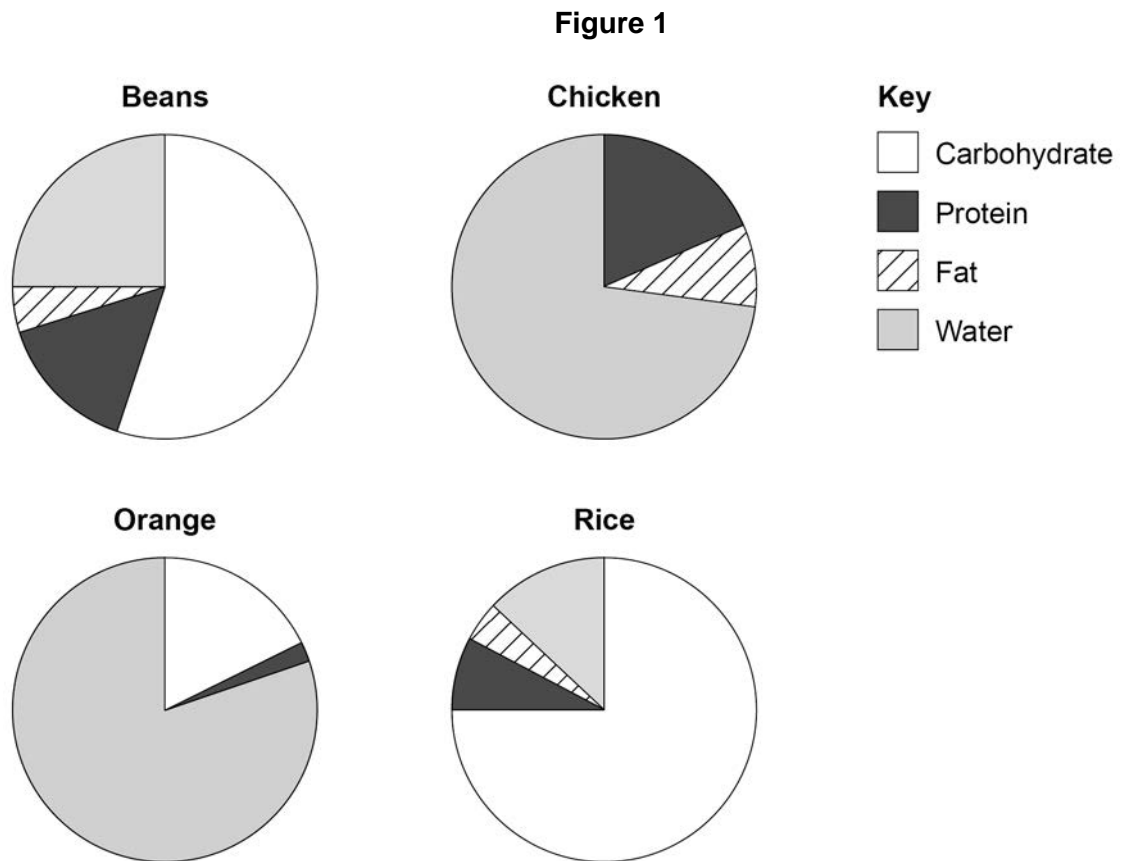 Figure 1
Beans
Chicken
Key
Carbohydrate
Protein
Fat
Water
Orange
Rice